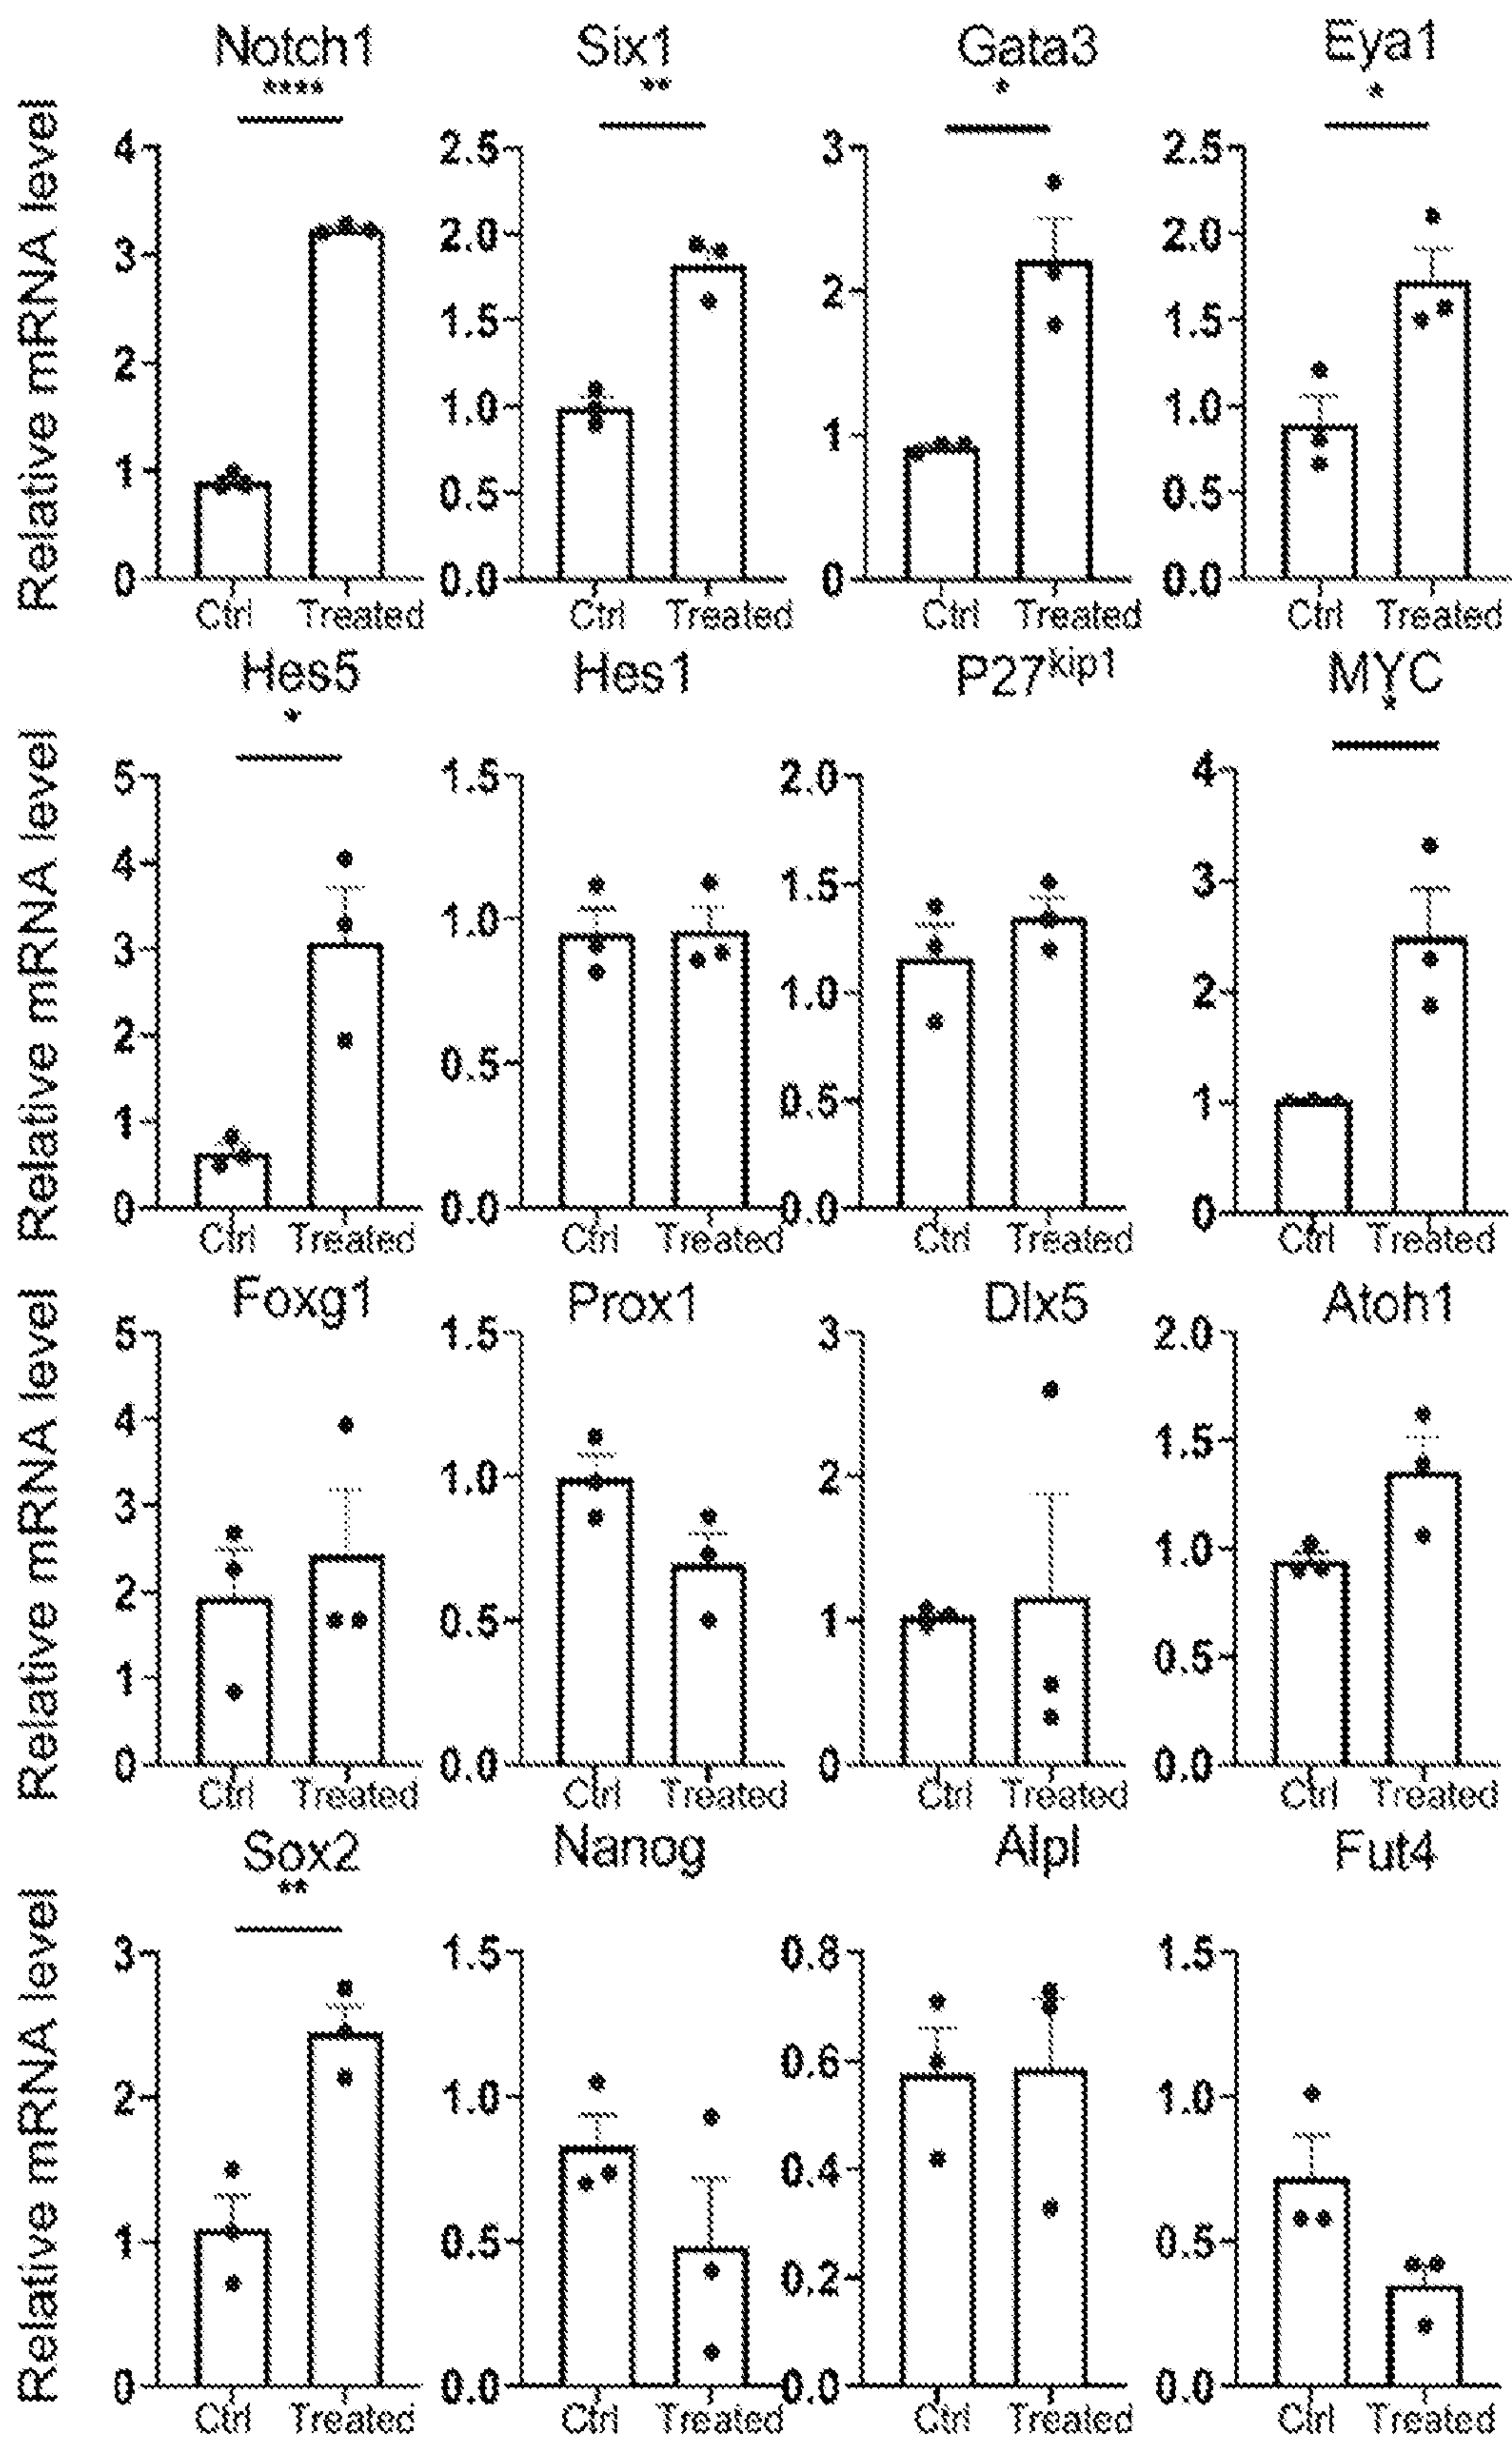 Notch1 Six1 Gata3 Eya1
**** ** * *
Relative mRNA level
4 2.5 3 2.5
3 2.0 2 2.0
2 1.5 1 1.5
1 1.0 0 1.0
0 0.5 0.5
0.0 0.0
Ctrl Treated Ctrl Treated Ctrl Treated Ctrl Treated
Hes5 Hes1 P27kip1 MYC
* *
Relative mRNA level
5 1.5 2.0 4
4 1.0 1.5 3
3 0.5 1.0 2
2 0.0 0.5 1
1 0.0 0
0
Ctrl Treated Ctrl Treated Ctrl Treated Ctrl Treated
Foxg1 Prox1 Dlx5 Atoh1
Relative mRNA level
5 1.5 3 2.0
4 1.0 2 1.5
3 0.5 1 1.0
2 0.0 0 0.5
1 0.0
0
Ctrl Treated Ctrl Treated Ctrl Treated Ctrl Treated
Sox2 Nanog Alpl Fut4
**
Relative mRNA level
3 1.5 0.8 1.5
2 1.0 0.6 1.0
1 0.5 0.4 0.5
0 0.0 0.2 0.0
0.0
Ctrl Treated Ctrl Treated Ctrl Treated Ctrl Treated